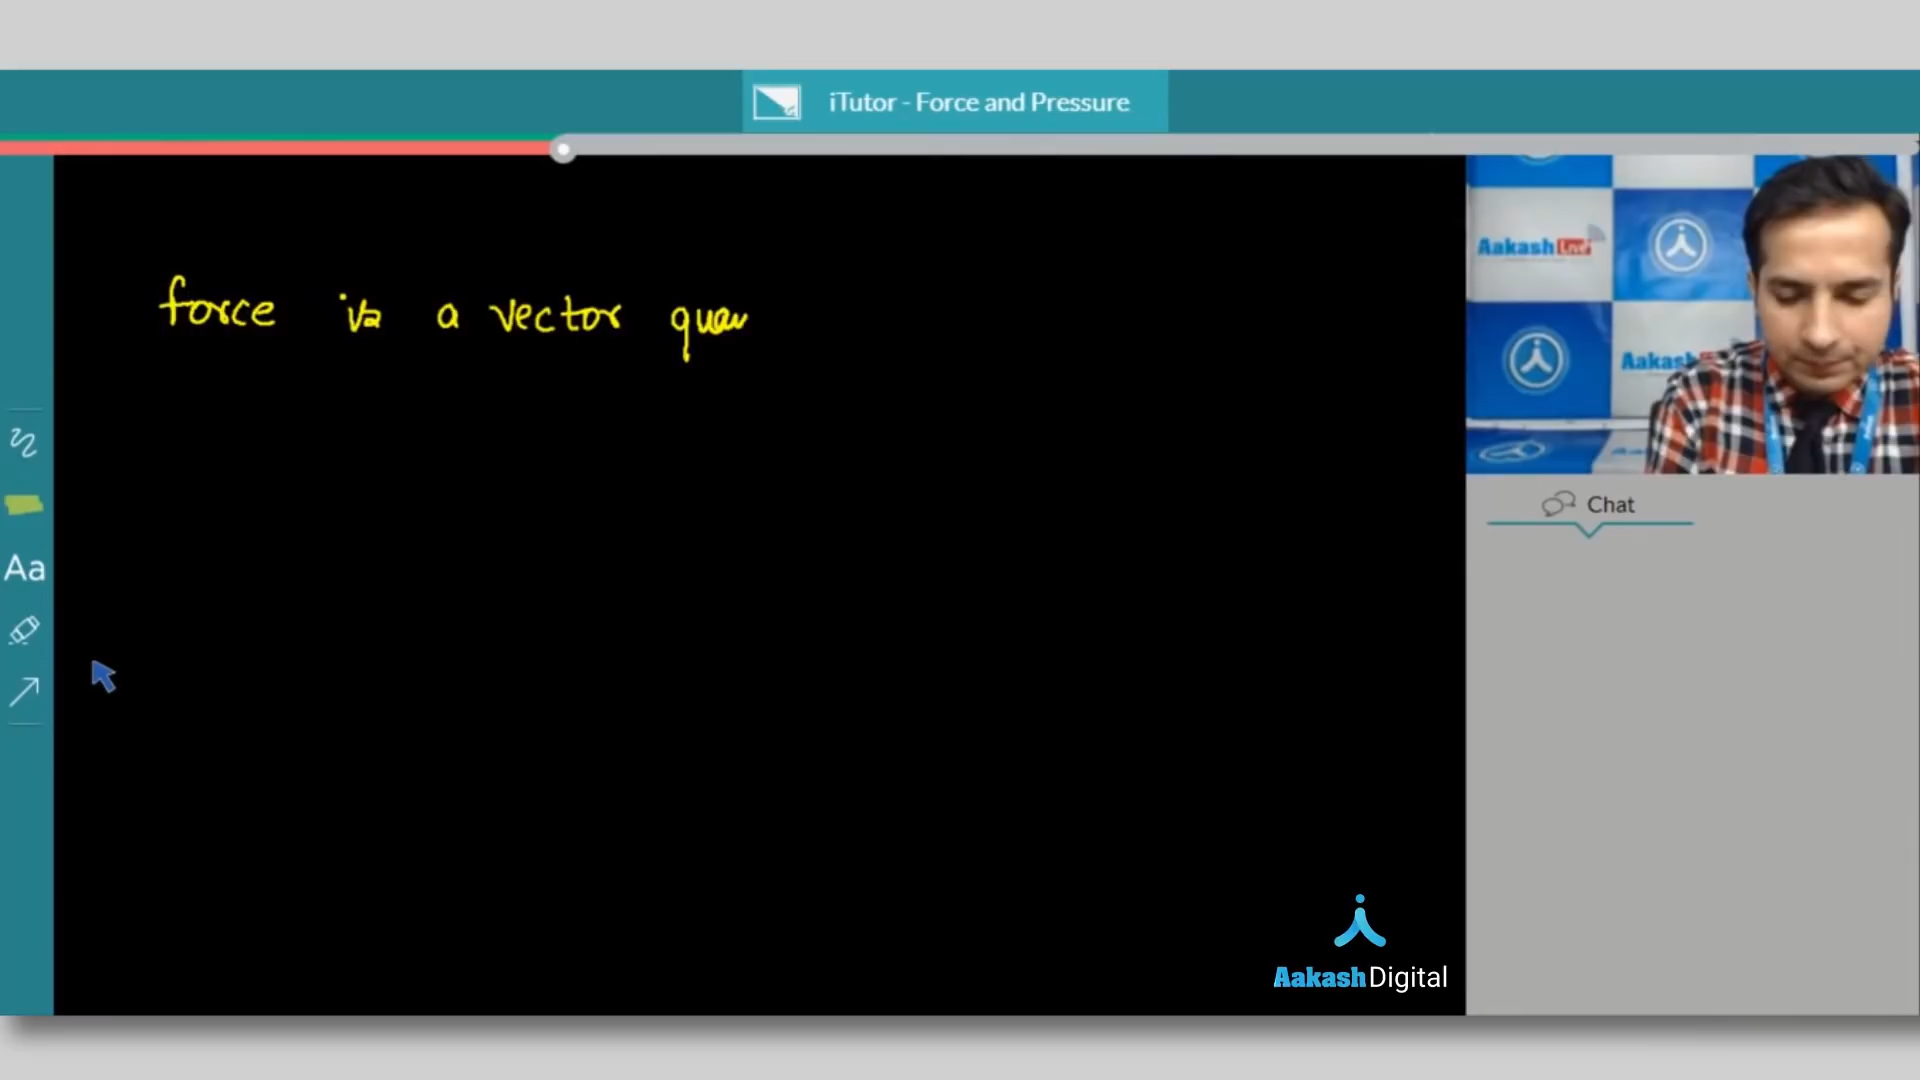 iTutor - Force and Pressure
force is a vector quan
Aakash Live
Aakash
Chat
Aa
Aakash Digital